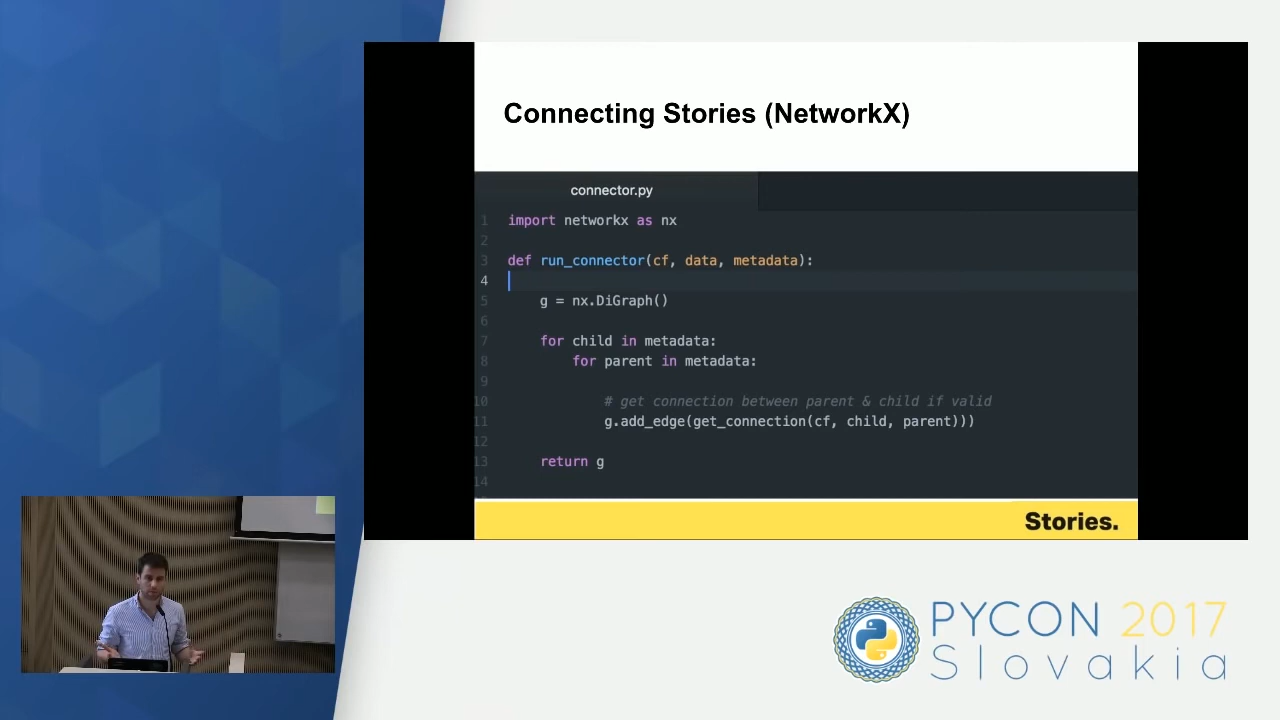 Connecting Stories (NetworkX)
connector.py
1 import networkx as nx
2
3 def run_connector(cf, data, metadata):
4
5 g = nx.DiGraph()
6
7 for child in metadata:
8 for parent in metadata:
9
10 # get connection between parent & child if valid
11 g.add_edge(get_connection(cf, child, parent)))
12
13 return g
14
Stories.
PYCON 2017
Slovakia